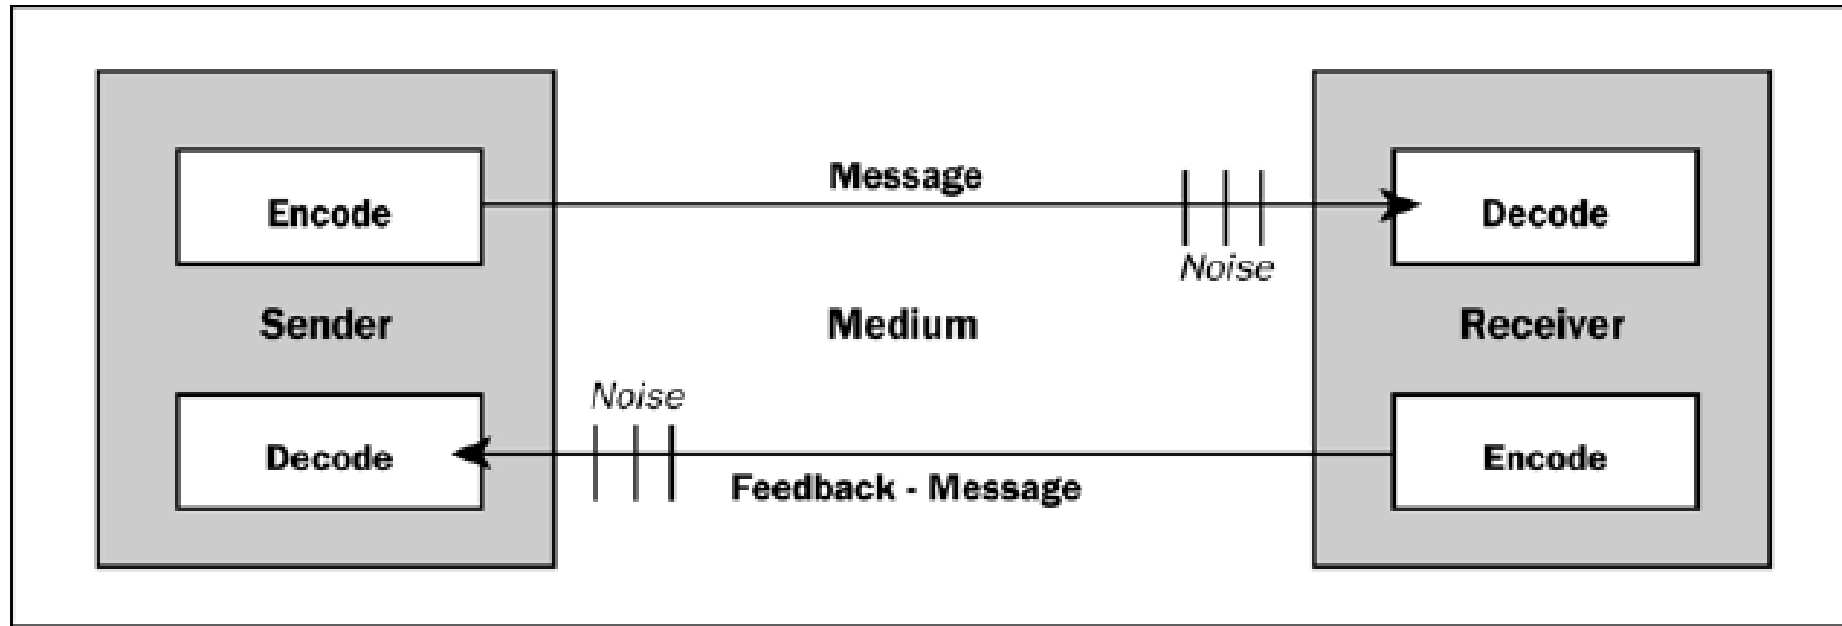 Message
Encode
Decode
Noise
Sender
Medium
Receiver
Noise
Decode
Feedback - Message
Encode